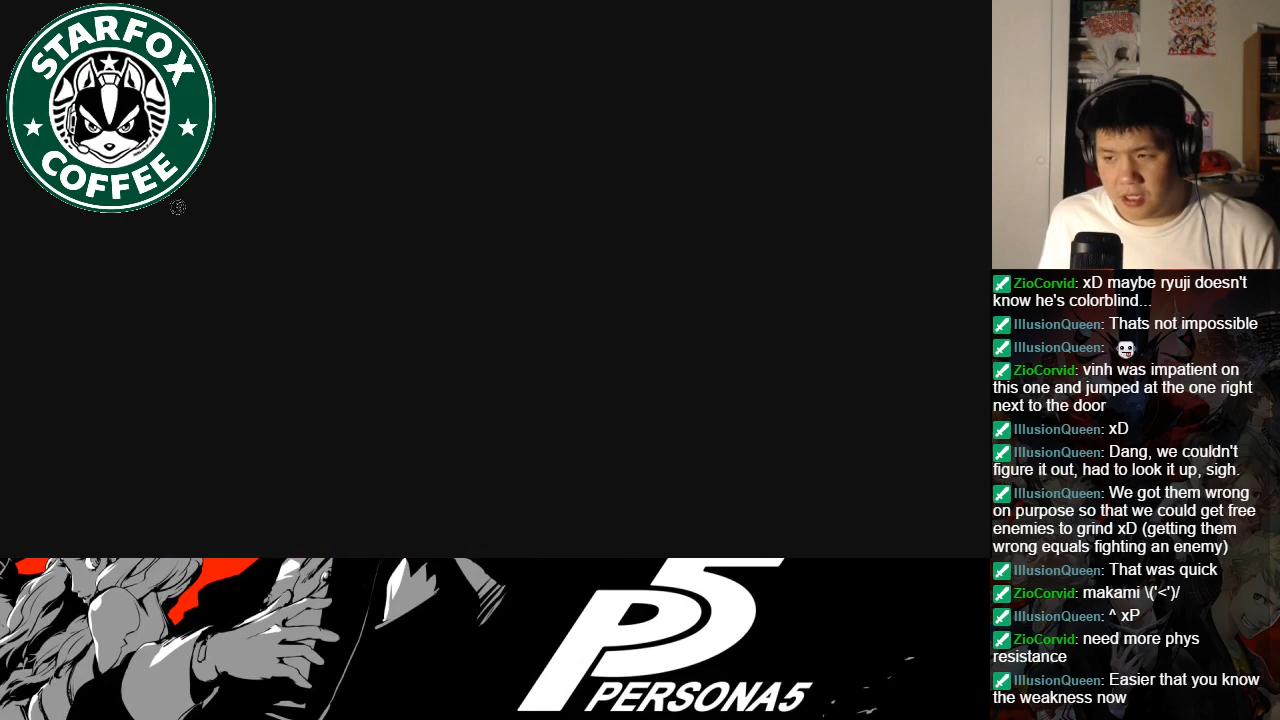 STARFOX
COFFEE
ZioCorvid: xD maybe ryuji doesn't
know he's colorblind...
IllusionQueen: Thats not impossible
IllusionQueen:
ZioCorvid: vinh was impatient on
this one and jumped at the one right
next to the door
IllusionQueen: xD
IllusionQueen: Dang, we couldn't
figure it out, had to look it up, sigh.
IllusionQueen: We got them wrong
on purpose so that we could get free
enemies to grind xD (getting them
wrong equals fighting an enemy)
IllusionQueen: That was quick
ZioCorvid: makami \('<')/
IllusionQueen: ^ xP
ZioCorvid: need more phys
resistance
IllusionQueen: Easier that you know
the weakness now
P5
PERSONA5